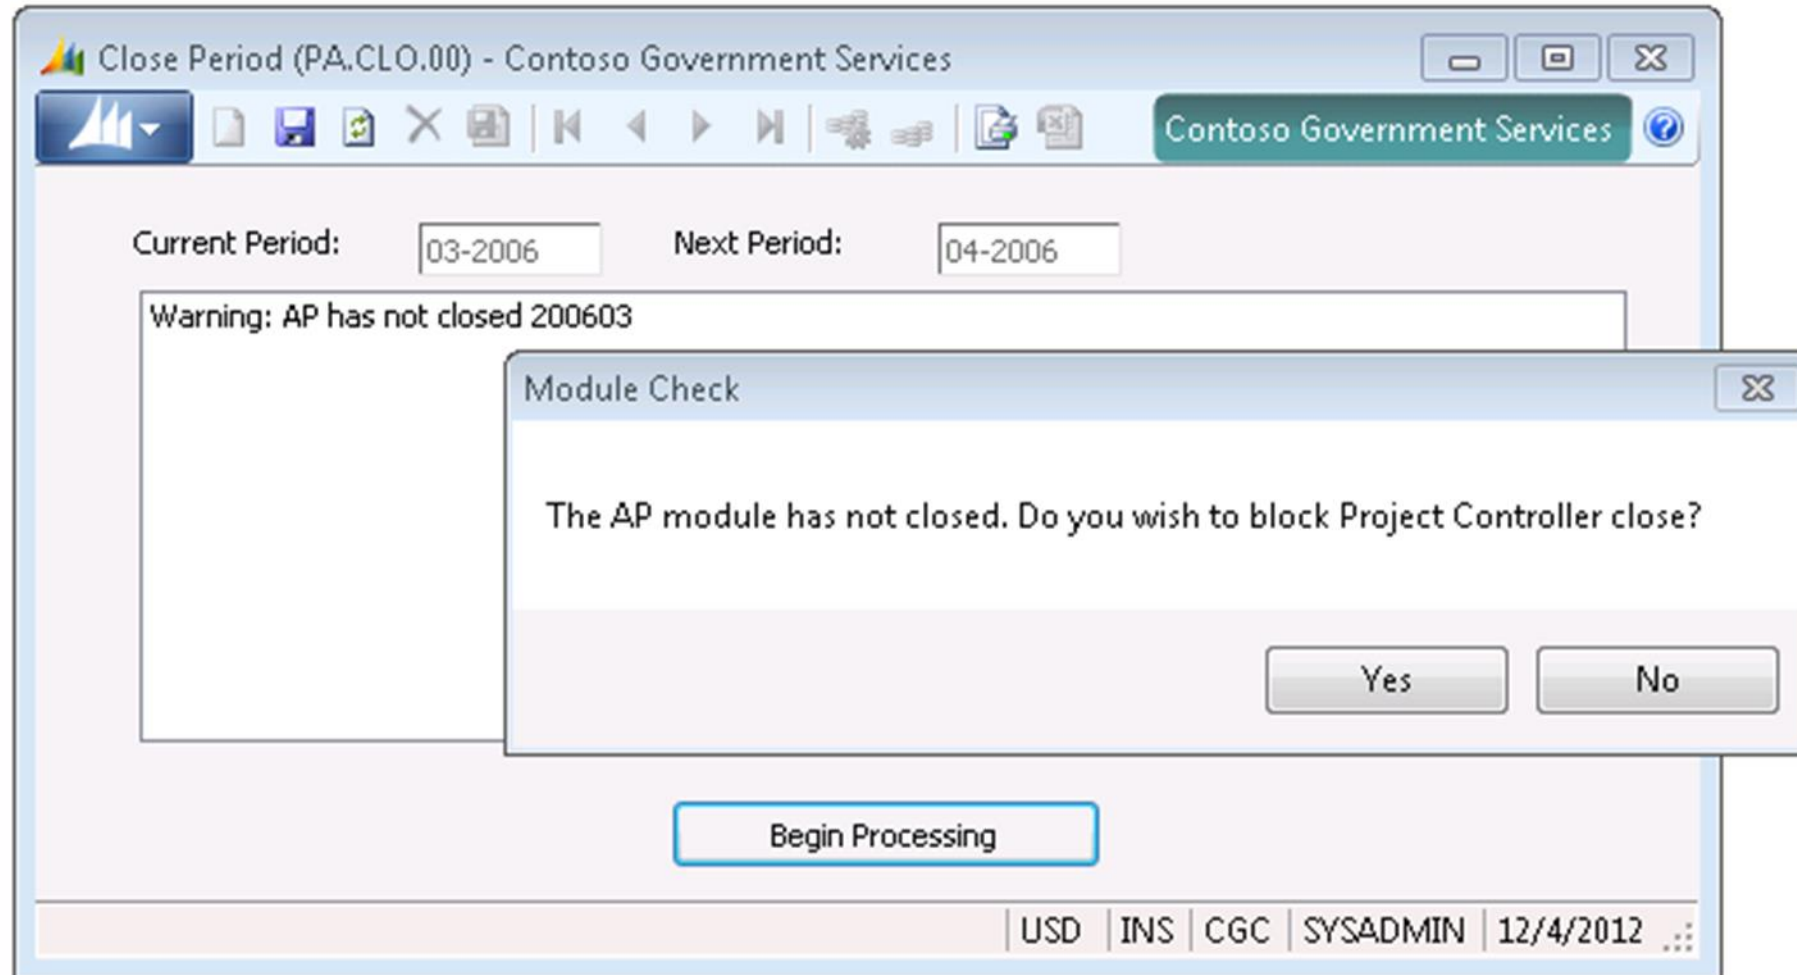 Close Period (PA.CLO.00) - Contoso Government Services
Contoso Government Services
Current Period: 03-2006 Next Period: 04-2006
Warning: AP has not closed 200603
Module Check
The AP module has not closed. Do you wish to block Project Controller close?
Yes No
Begin Processing
USD INS CGC SYSADMIN 12/4/2012